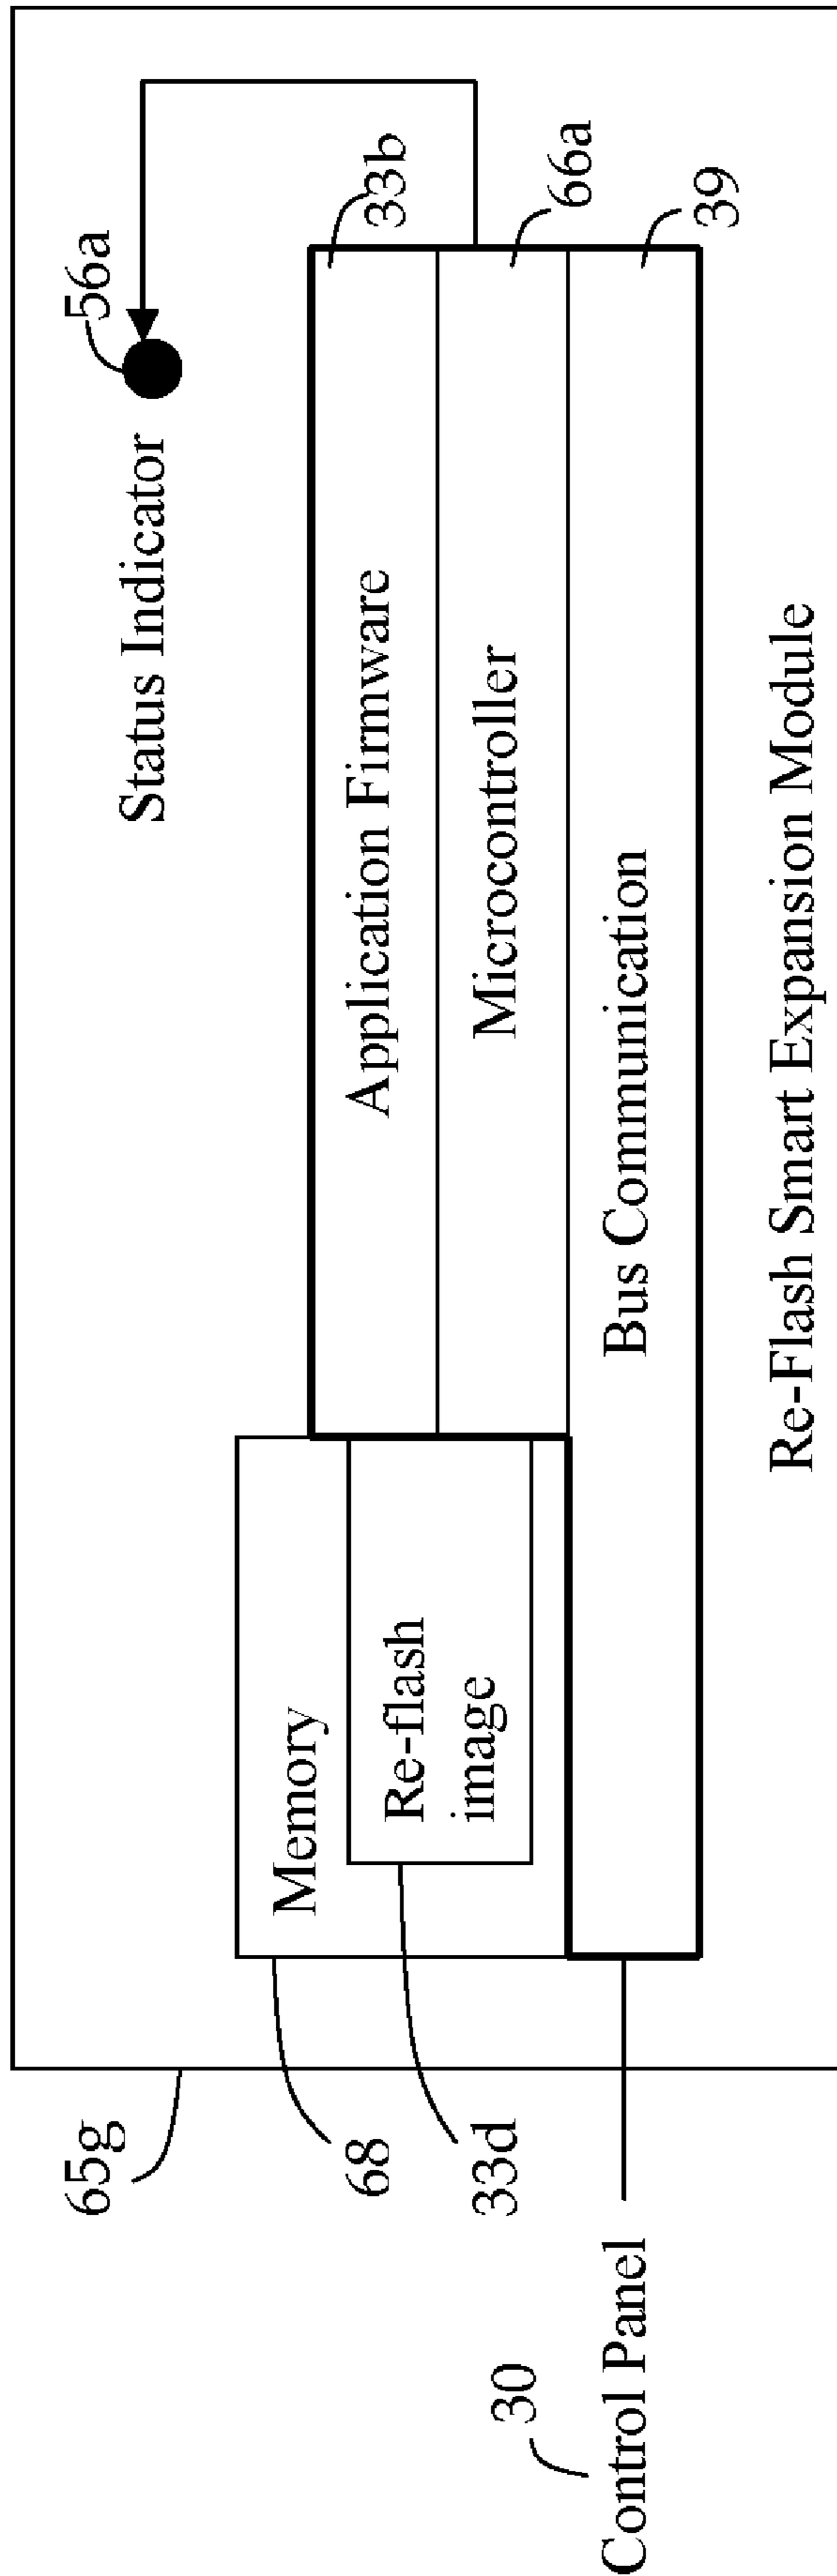 65g
Status Indicator
56a
68
Memory
33d
Re-flash
image
Application Firmware
33b
Microcontroller
66a
30
Control Panel
Bus Communication
39
Re-Flash Smart Expansion Module